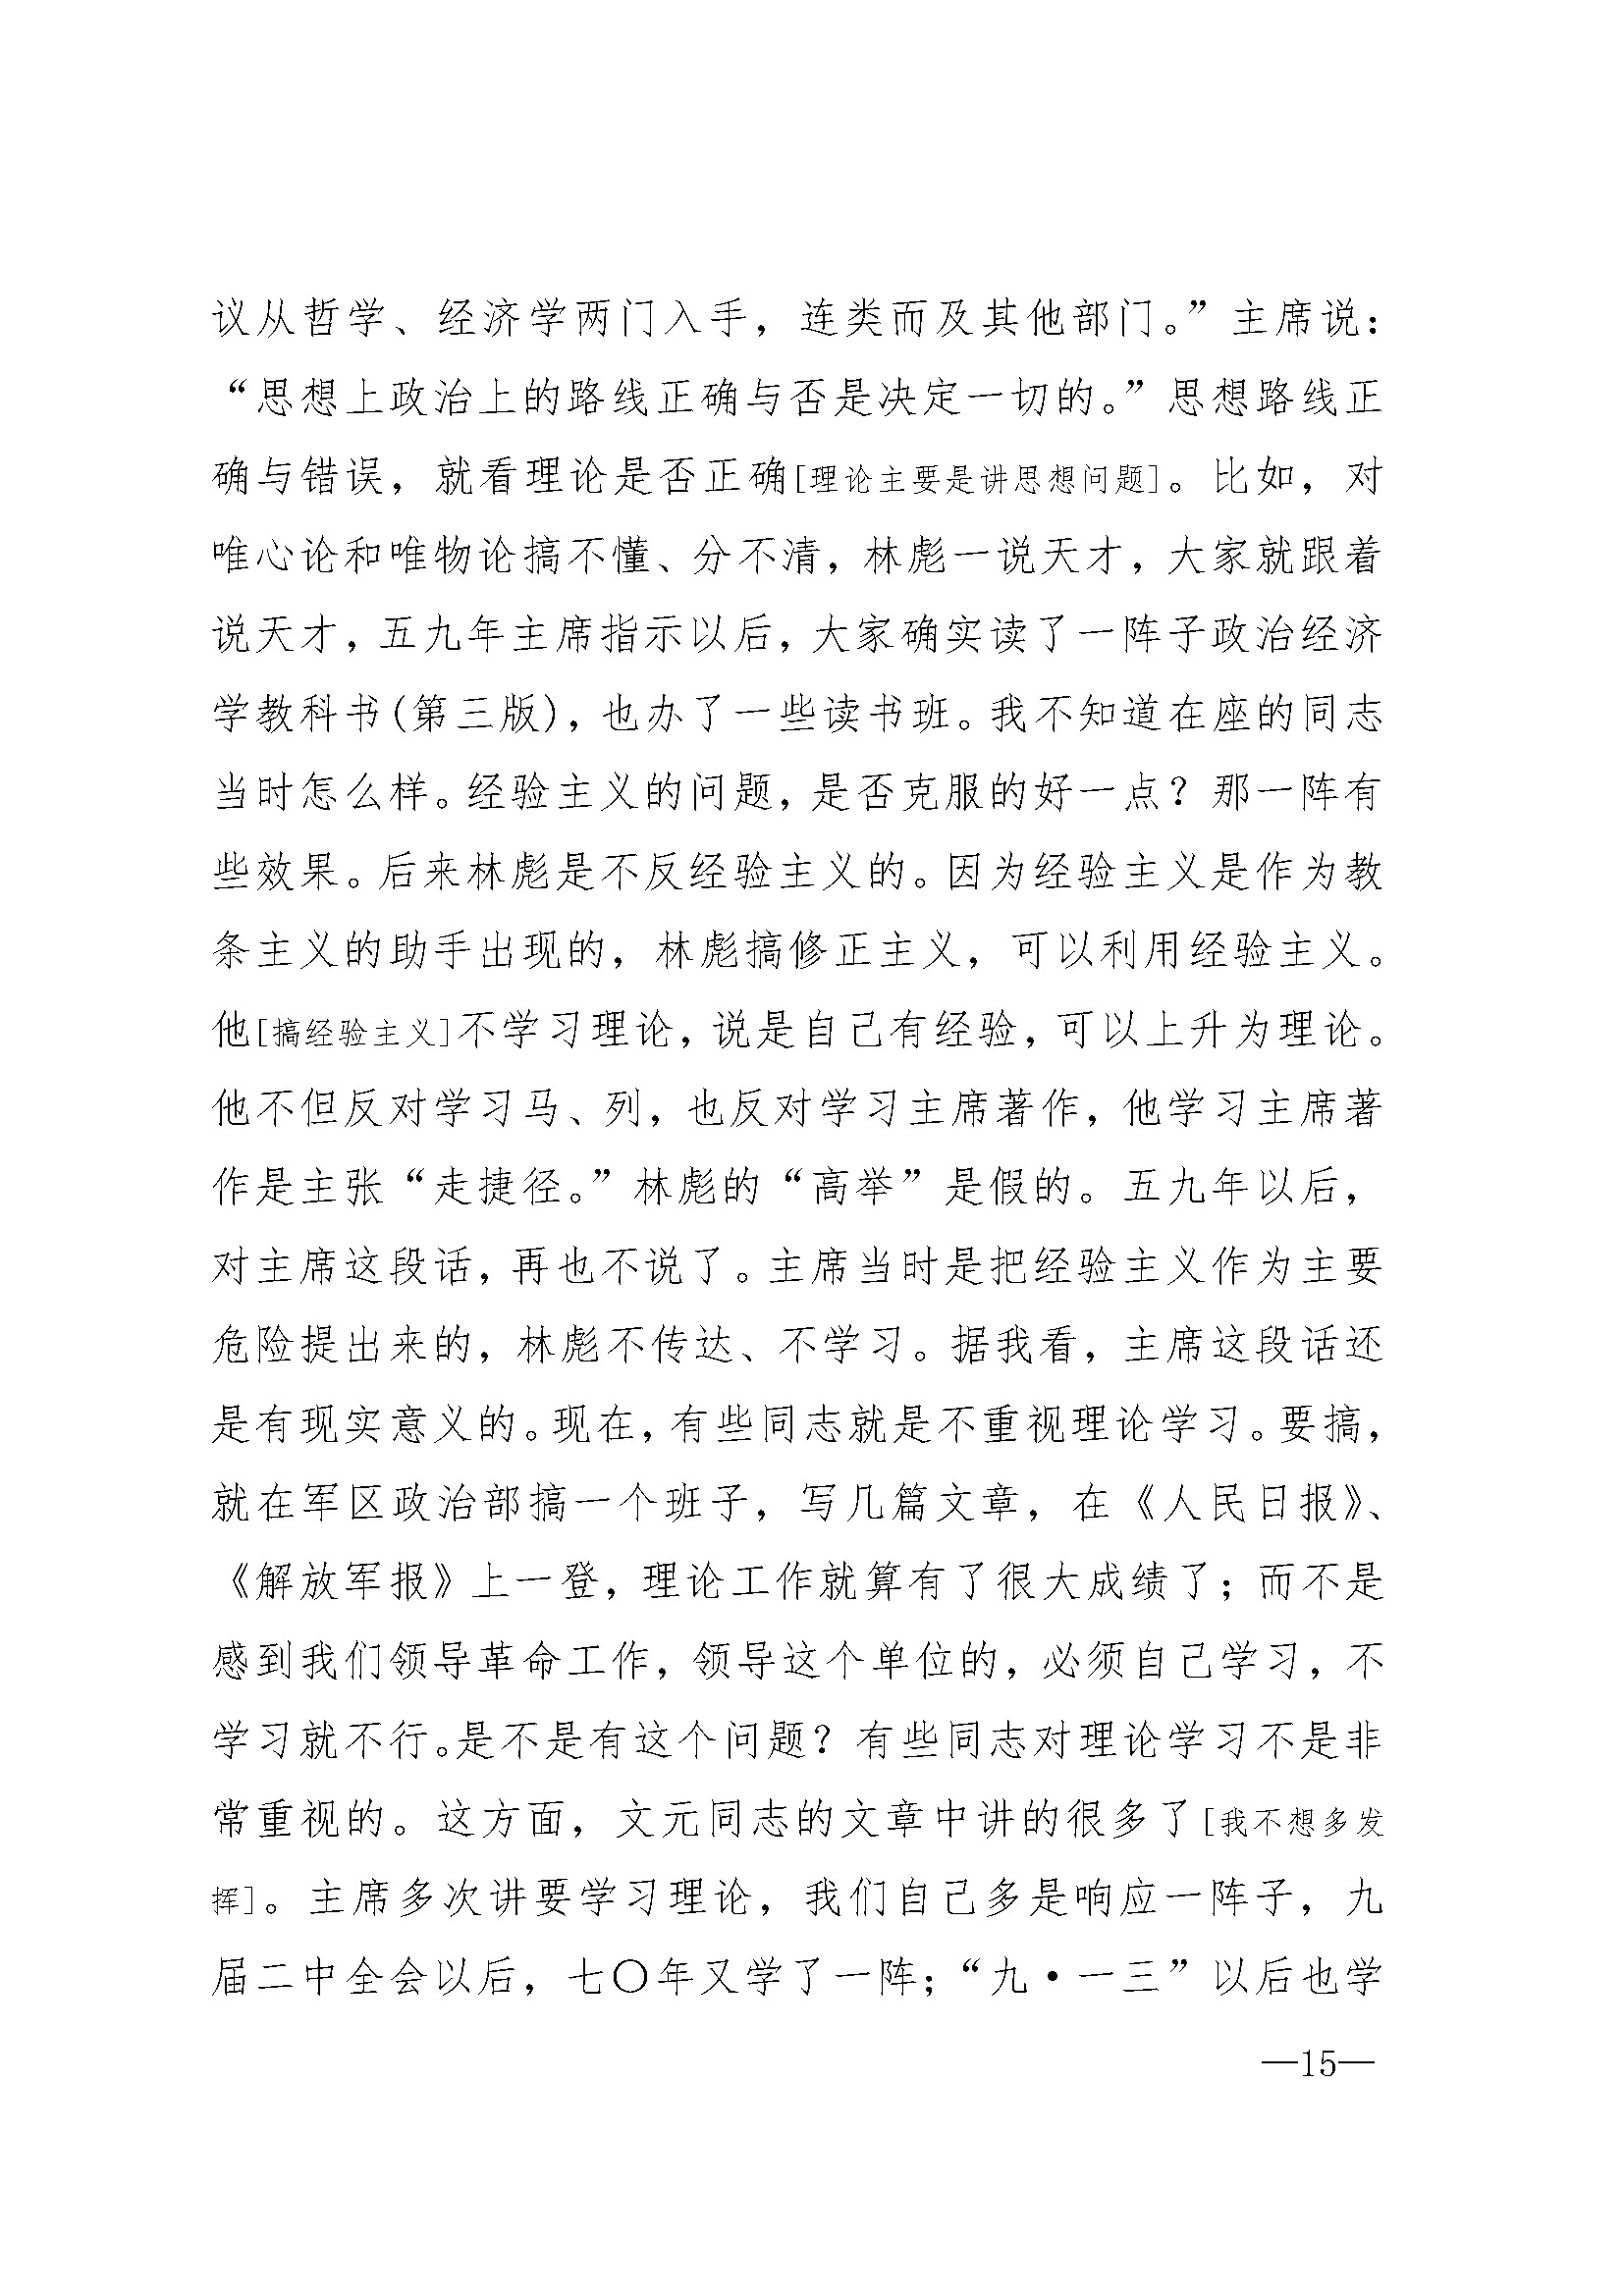 议从哲学、经济学两门入手，连类而及其他部门。”主席说：
“思想上政治上的路线正确与否是决定一切的。”思想路线正
确与错误，就看理论是否正确[理论主要是讲思想问题]。比如，对
唯心论和唯物论搞不懂、分不清，林彪一说天才，大家就跟着
说天才，五九年主席指示以后，大家确实读了一阵子政治经济
学教科书(第三版)，也办了一些读书班。我不知道在座的同志
当时怎么样。经验主义的问题，是否克服的好一点？那一阵有
些效果。后来林彪是不反经验主义的。因为经验主义是作为教
条主义的助手出现的，林彪搞修正主义，可以利用经验主义。
他[搞经验主义]不学习理论，说是自己有经验，可以上升为理论。
他不但反对学习马、列，也反对学习主席著作，他学习主席著
作是主张“走捷径。”林彪的“高举”是假的。五九年以后，
对主席这段话，再也不说了。主席当时是把经验主义作为主要
危险提出来的，林彪不传达、不学习。据我看，主席这段话还
是有现实意义的。现在，有些同志就是不重视理论学习。要搞，
就在军区政治部搞一个班子，写几篇文章，在《人民日报》、
《解放军报》上一登，理论工作就算有了很大成绩了；而不是
感到我们领导革命工作，领导这个单位的，必须自己学习，不
学习就不行。是不是有这个问题？有些同志对理论学习不是非
常重视的。这方面，文元同志的文章中讲的很多了[我不想多发
挥]。主席多次讲要学习理论，我们自己多是响应一阵子，九
届二中全会以后，七〇年又学了一阵；“九·一三”以后也学
—15—